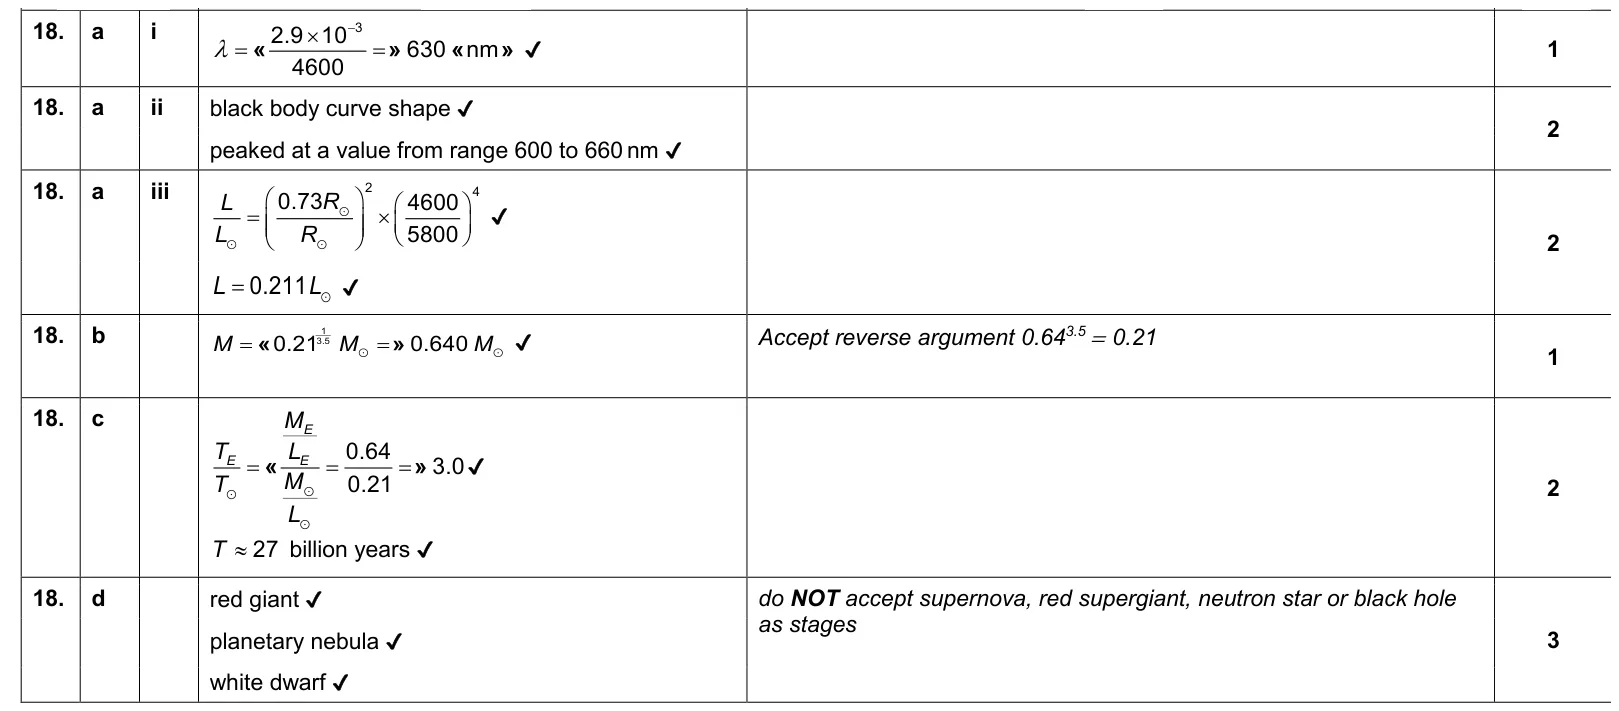 18. a i λ = «2.9×10⁻³/4600 =» 630 «nm» ✔ 1
18. a ii black body curve shape ✔ 2
peaked at a value from range 600 to 660 nm ✔
18. a iii L/L☉ = (0.73R☉/R☉)² × (4600/5800)⁴ ✔ 2
L = 0.211L☉ ✔
18. b M = «0.21^(1/3.5) M☉ =» 0.640 M☉ ✔ Accept reverse argument 0.64^3.5 = 0.21 1
18. c T_E/T☉ = «(M_E/L_E)/(M☉/L☉) = 0.64/0.21 =» 3.0 ✔ 2
T ≈ 27 billion years ✔
18. d red giant ✔ do NOT accept supernova, red supergiant, neutron star or black hole
as stages 3
planetary nebula ✔
white dwarf ✔